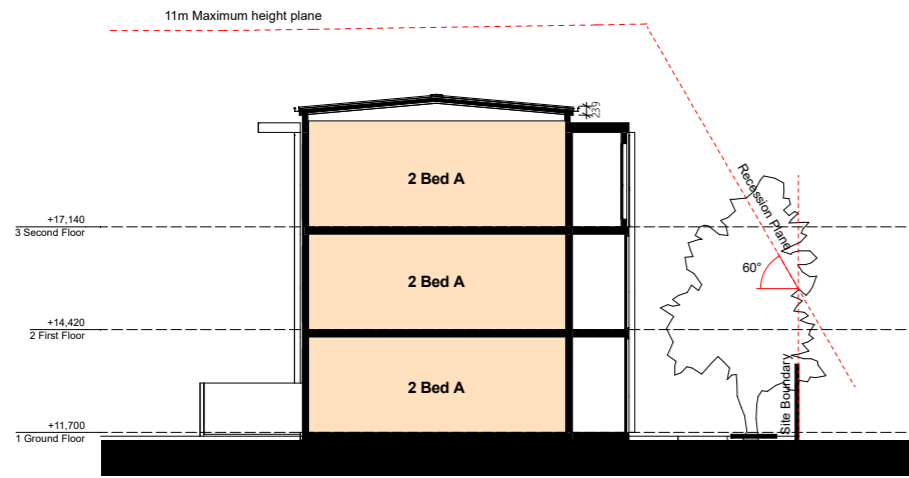 11m Maximum height plane
239
2 Bed A
Recession Plane
+17,140
3 Second Floor
60°
2 Bed A
+14,420
2 First Floor
Site Boundary
2 Bed A
+11,700
1 Ground Floor